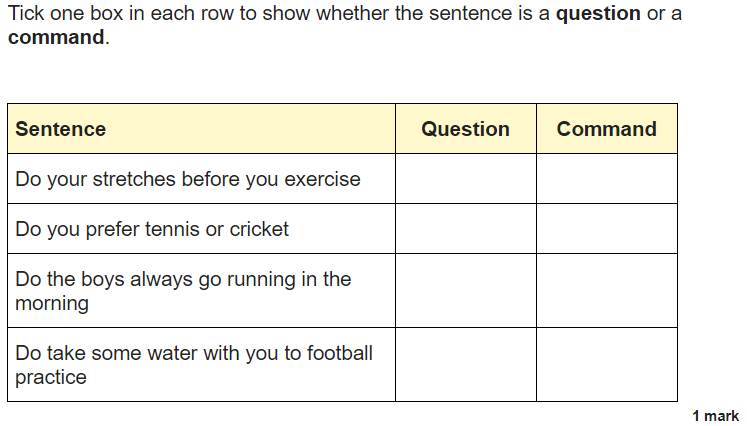 Tick one box in each row to show whether the sentence is a question or a
command.
Sentence Question Command
Do your stretches before you exercise
Do you prefer tennis or cricket
Do the boys always go running in the
morning
Do take some water with you to football
practice
1 mark